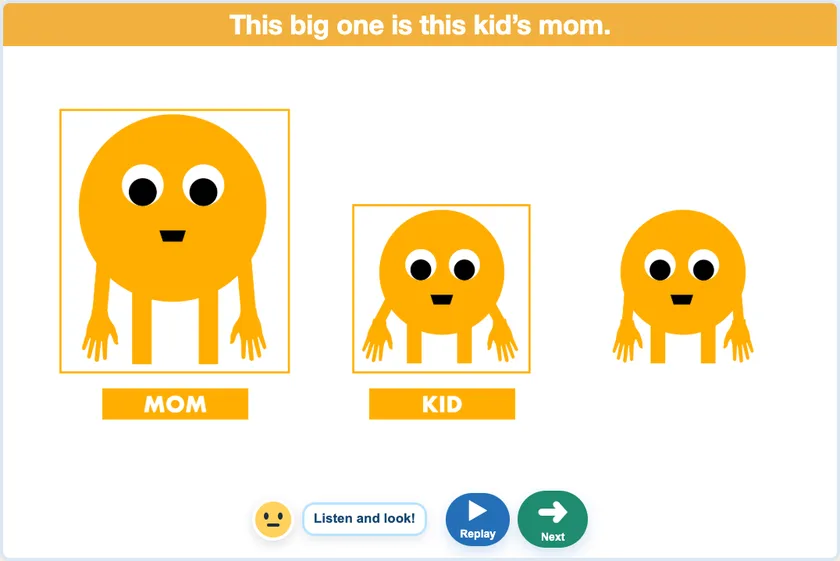 This big one is this kid’s mom.
MOM
KID
Listen and look!
Replay
Next